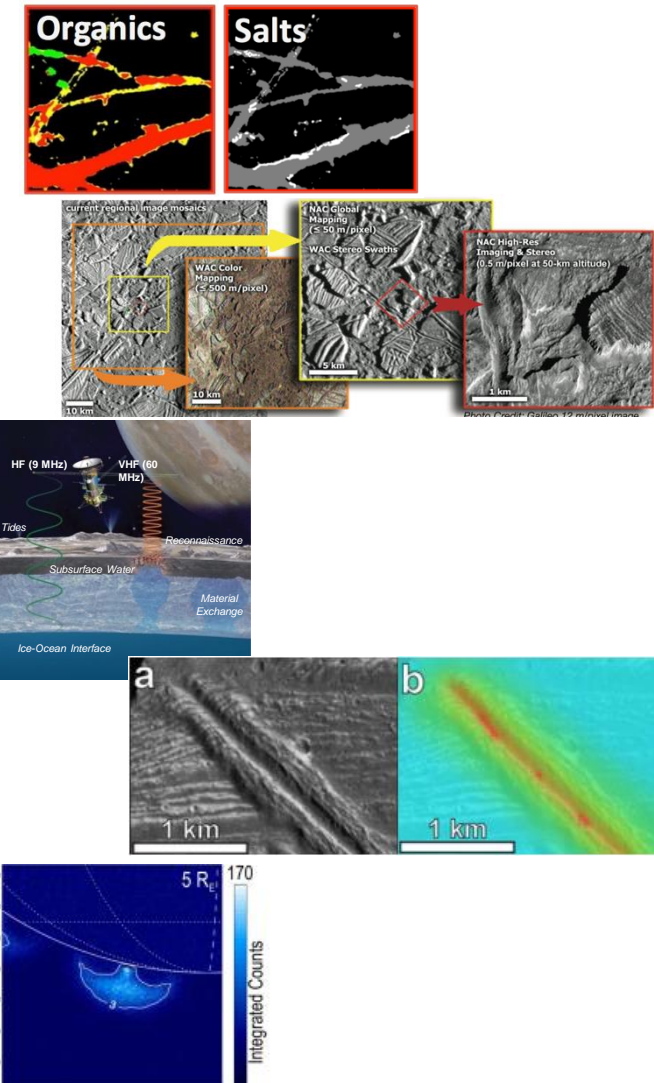 Organics
Salts
current regional image mosaics
WAC Color
Mapping
(≤ 500 m/pixel)
10 km
10 km
NAC Global
Mapping
(≤ 50 m/pixel)
WAC Stereo Swaths
5 km
NAC High-Res
Imaging & Stereo
(0.5 m/pixel at 50-km altitude)
1 km
Photo Credit: Galileo 12 m/pixel image
HF (9 MHz)
VHF (60
MHz)
Tides
Reconnaissance
Subsurface Water
Material
Exchange
Ice-Ocean Interface
a
1 km
b
1 km
5 RE
170
Integrated Counts
3